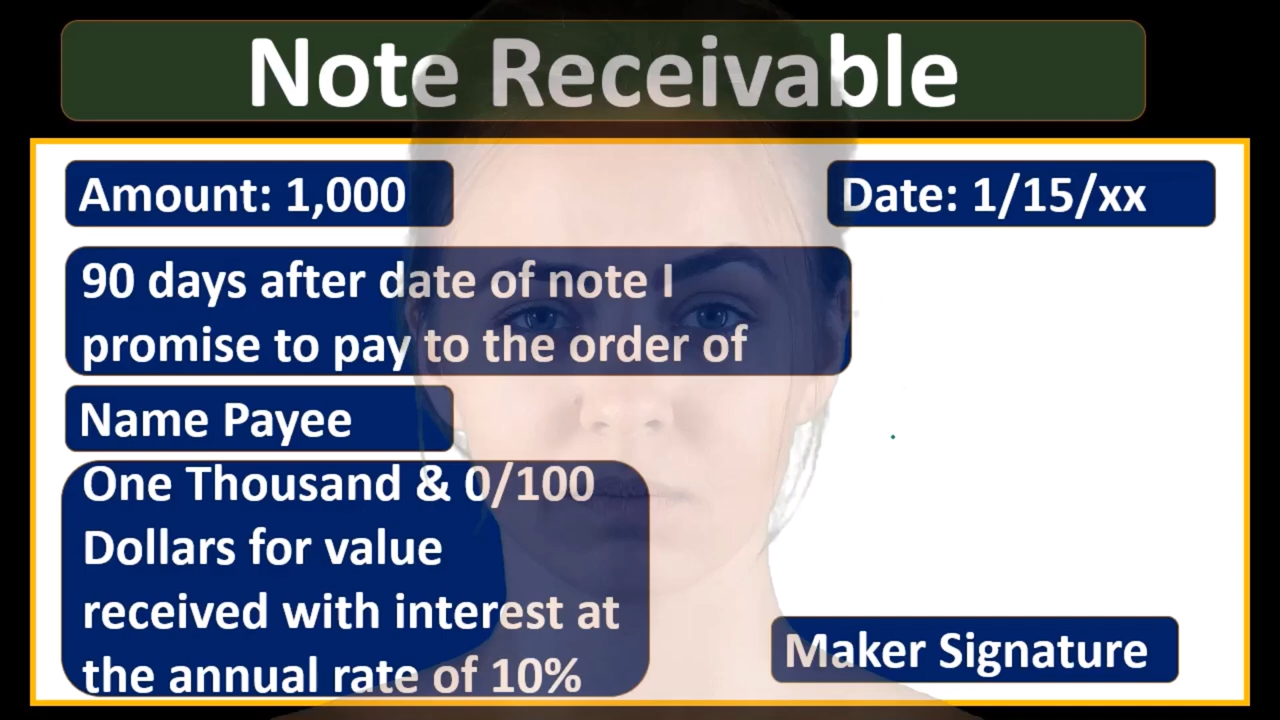 Note Receivable
Amount: 1,000
Date: 1/15/xx
90 days after date of note I
promise to pay to the order of
Name Payee
One Thousand & 0/100
Dollars for value
received with interest at
the annual rate of 10%
Maker Signature